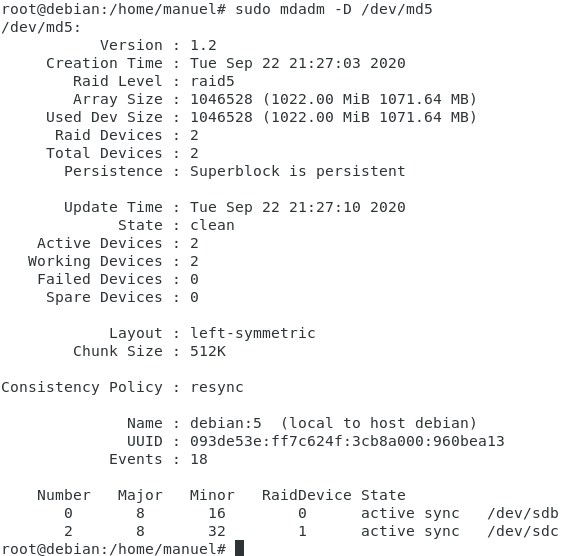 root@debian:/home/manuel# sudo mdadm -D /dev/md5
/dev/md5:
           Version : 1.2
     Creation Time : Tue Sep 22 21:27:03 2020
        Raid Level : raid5
        Array Size : 1046528 (1022.00 MiB 1071.64 MB)
     Used Dev Size : 1046528 (1022.00 MiB 1071.64 MB)
      Raid Devices : 2
     Total Devices : 2
       Persistence : Superblock is persistent

       Update Time : Tue Sep 22 21:27:10 2020
             State : clean
    Active Devices : 2
   Working Devices : 2
    Failed Devices : 0
     Spare Devices : 0

            Layout : left-symmetric
        Chunk Size : 512K

Consistency Policy : resync

              Name : debian:5  (local to host debian)
              UUID : 093de53e:ff7c624f:3cb8a000:960bea13
            Events : 18

    Number   Major   Minor   RaidDevice State
       0       8       16        0      active sync   /dev/sdb
       2       8       32        1      active sync   /dev/sdc
root@debian:/home/manuel#